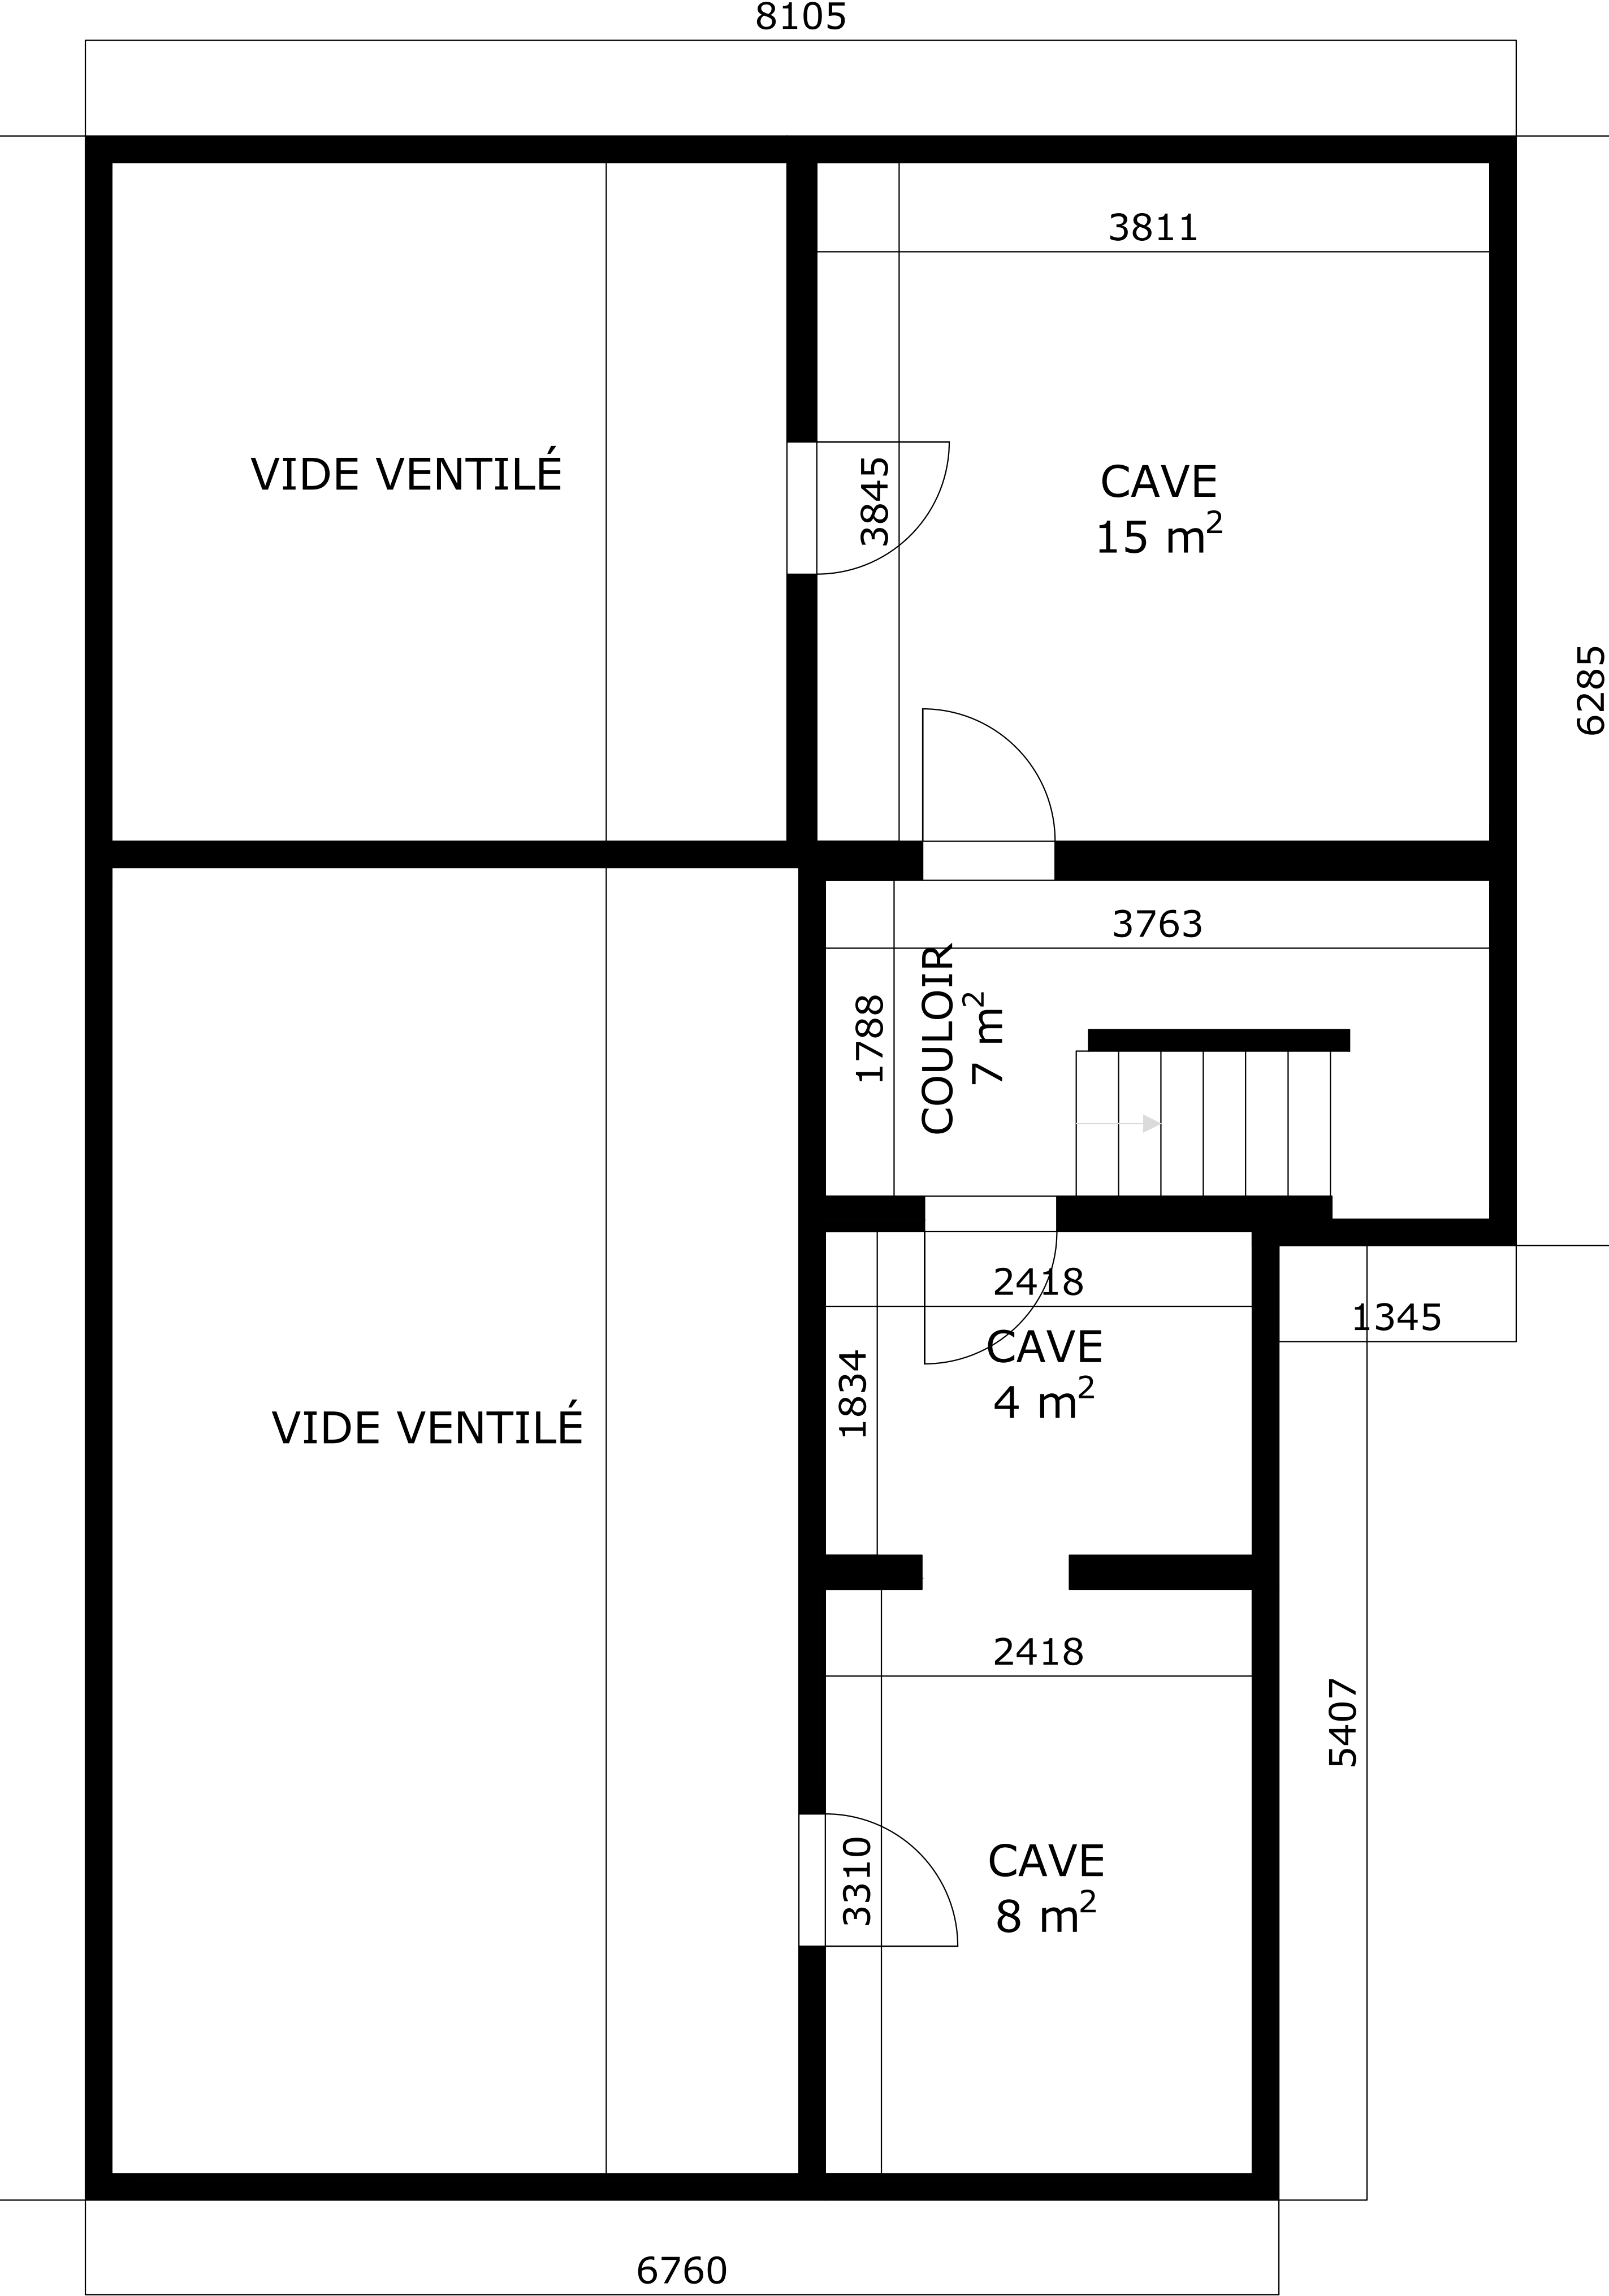 8105
3811
VIDE VENTILÉ
CAVE
15 m²
3845
6285
3763
COULOIR
7 m²
1788
2418
1345
CAVE
4 m²
1834
VIDE VENTILÉ
2418
5407
CAVE
8 m²
3310
6760